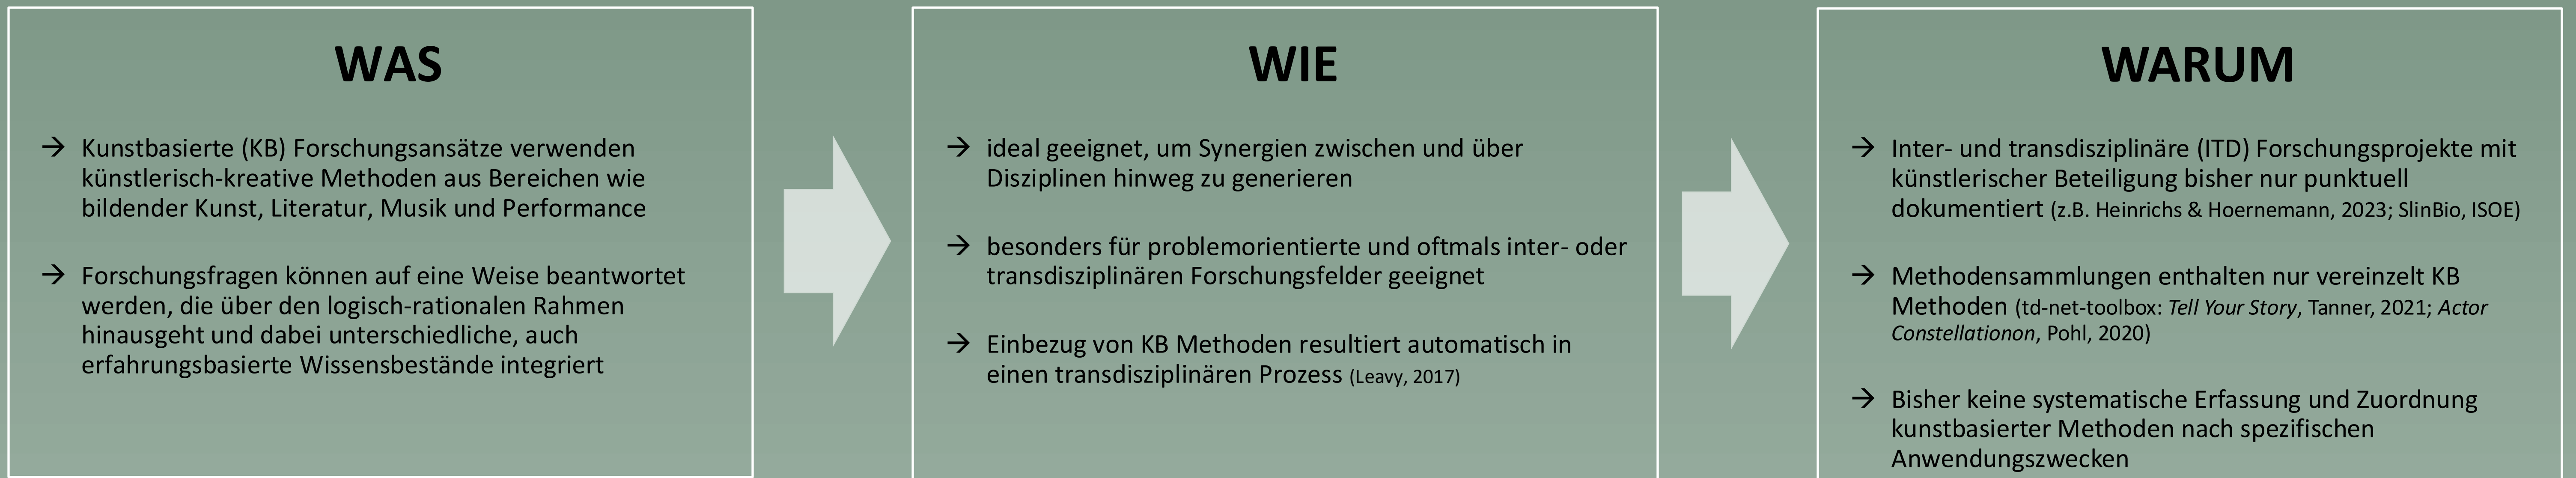 WAS
→ Kunstbasierte (KB) Forschungsansätze verwenden
künstlerisch-kreative Methoden aus Bereichen wie
bildender Kunst, Literatur, Musik und Performance
→ Forschungsfragen können auf eine Weise beantwortet
werden, die über den logisch-rationalen Rahmen
hinausgeht und dabei unterschiedliche, auch
erfahrungsbasierte Wissensbestände integriert
WIE
→ ideal geeignet, um Synergien zwischen und über
Disziplinen hinweg zu generieren
→ besonders für problemorientierte und oftmals inter- oder
transdisziplinären Forschungsfelder geeignet
→ Einbezug von KB Methoden resultiert automatisch in
einen transdisziplinären Prozess (Leavy, 2017)
WARUM
→ Inter- und transdisziplinäre (ITD) Forschungsprojekte mit
künstlerischer Beteiligung bisher nur punktuell
dokumentiert (z.B. Heinrichs & Hoernemann, 2023; SlinBio, ISOE)
→ Methodensammlungen enthalten nur vereinzelt KB
Methoden (td-net-toolbox: Tell Your Story, Tanner, 2021; Actor
Constellationon, Pohl, 2020)
→ Bisher keine systematische Erfassung und Zuordnung
kunstbasierter Methoden nach spezifischen
Anwendungszwecken